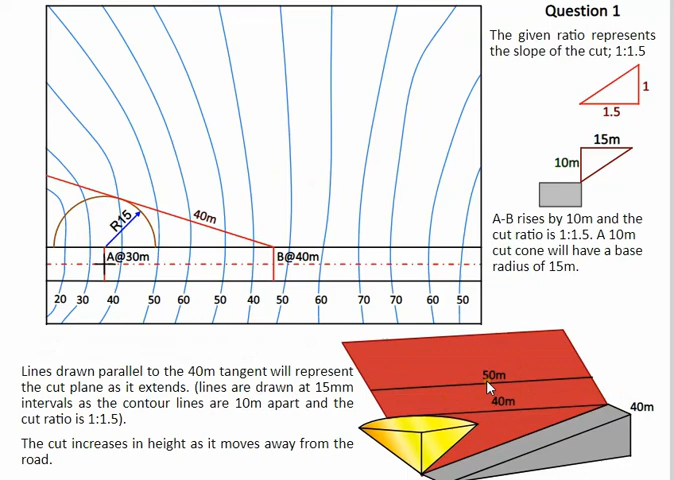 Question 1
The given ratio represents
the slope of the cut; 1:1.5
1
1.5
15m
10m
A-B rises by 10m and the
cut ratio is 1:1.5. A 10m
cut cone will have a base
radius of 15m.
R15
40m
A@30m
B@40m
20 30 40 50 60 50 40 50 60 70 70 60 50
Lines drawn parallel to the 40m tangent will represent
the cut plane as it extends. (lines are drawn at 15mm
intervals as the contour lines are 10m apart and the
cut ratio is 1:1.5).
The cut increases in height as it moves away from the
road.
50m
40m
40m